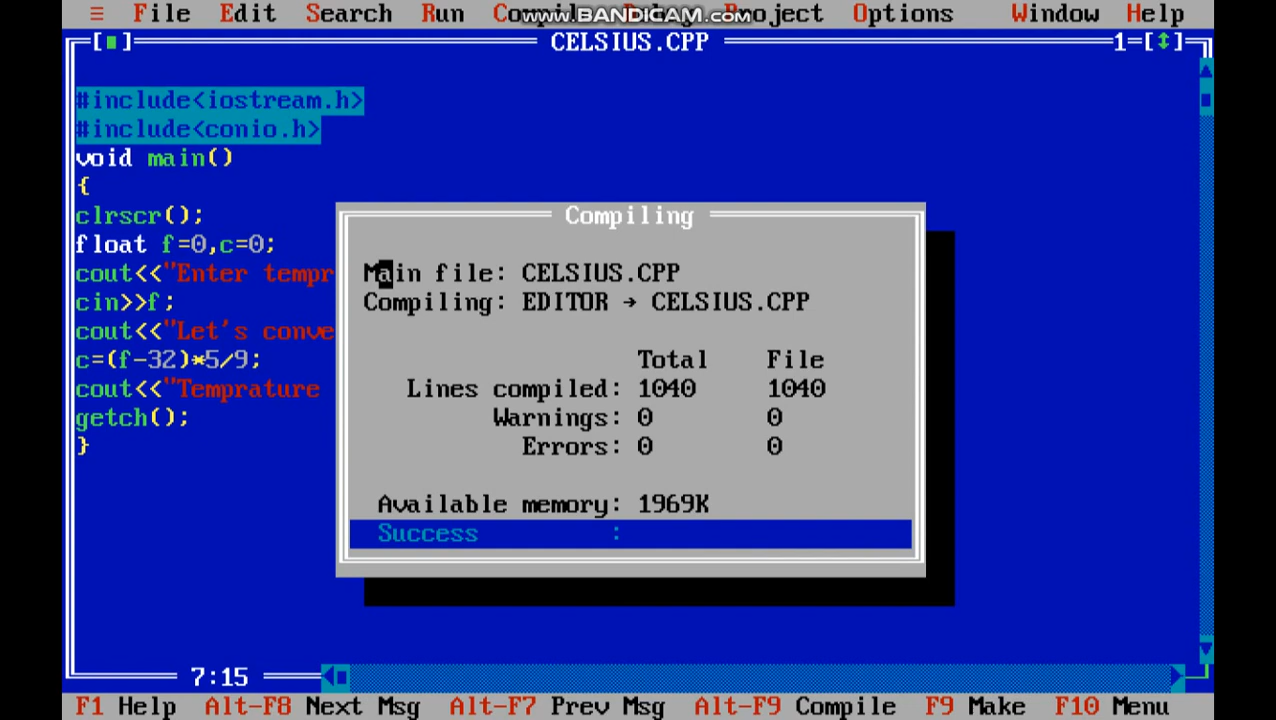 ≡ File Edit Search Run Compile Debug Project Options Window Help
www.BANDICAM.com
[■] CELSIUS.CPP 1=[↕]
#include<iostream.h>
#include<conio.h>
void main()
{
clrscr();
float f=0,c=0;
cout<<"Enter tempr
cin>>f;
cout<<"Let's conve
c=(f-32)*5/9;
cout<<"Temprature
getch();
}
Compiling
Main file: CELSIUS.CPP
Compiling: EDITOR → CELSIUS.CPP
Total File
Lines compiled: 1040 1040
Warnings: 0 0
Errors: 0 0
Available memory: 1969K
Success :
7:15
F1 Help Alt-F8 Next Msg Alt-F7 Prev Msg Alt-F9 Compile F9 Make F10 Menu